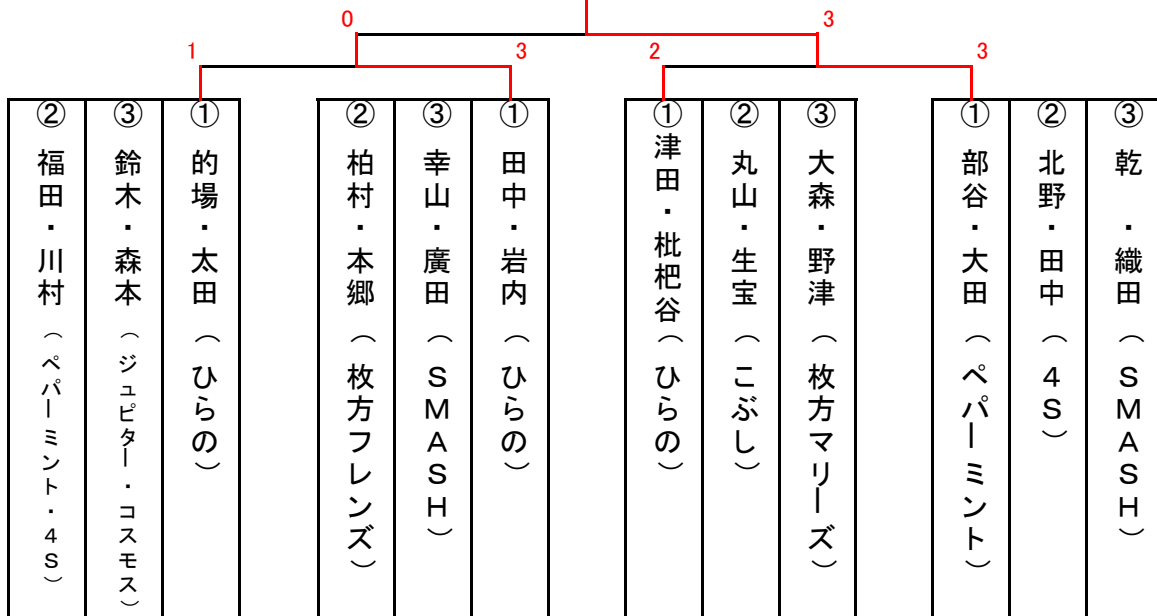 0 3
1 3 2 3
② 福田・川村（ペパーミント・４Ｓ）
③ 鈴木・森本（ジュピター・コスモス）
① 的場・太田（ひらの）
② 柏村・本郷（枚方フレンズ）
③ 幸山・廣田（ＳＭＡＳＨ）
① 田中・岩内（ひらの）
① 津田・枇杷谷（ひらの）
② 丸山・生宝（こぶし）
③ 大森・野津（枚方マリーズ）
① 部谷・大田（ペパーミント）
② 北野・田中（４Ｓ）
③ 乾　・織田（ＳＭＡＳＨ）